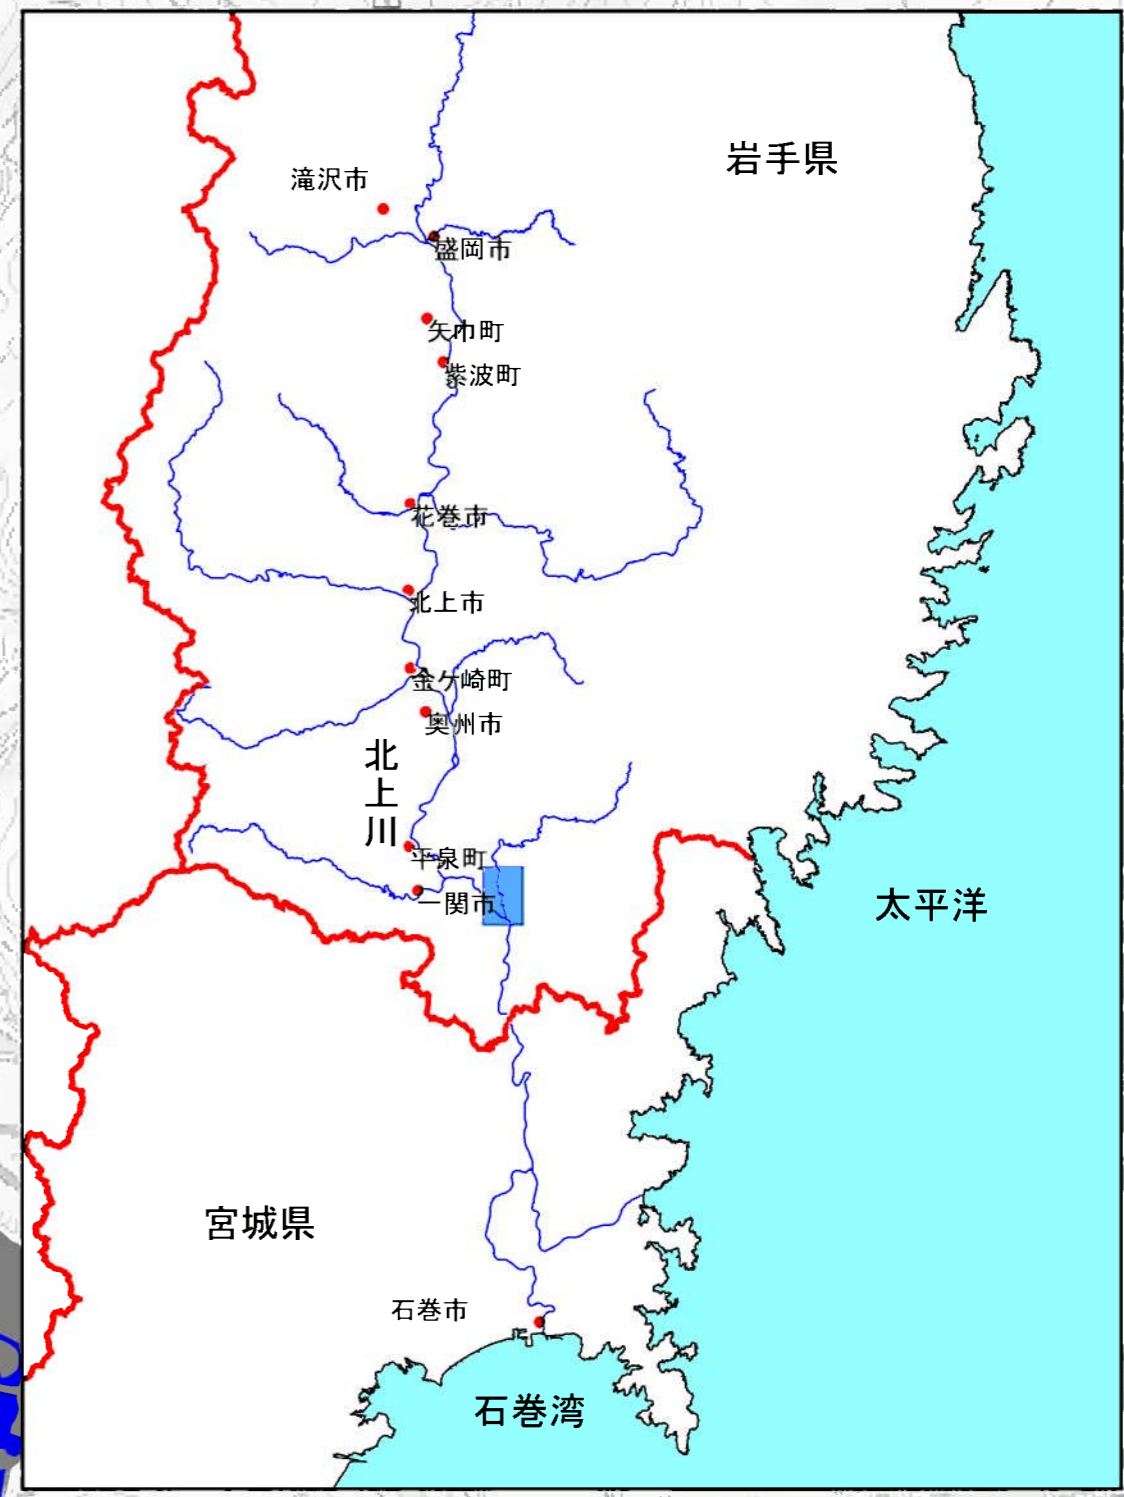 岩手県
滝沢市
盛岡市
矢巾町
紫波町
花巻市
北上市
金ケ崎町
奥州市
北上川
平泉町
一関市
太平洋
宮城県
石巻市
石巻湾